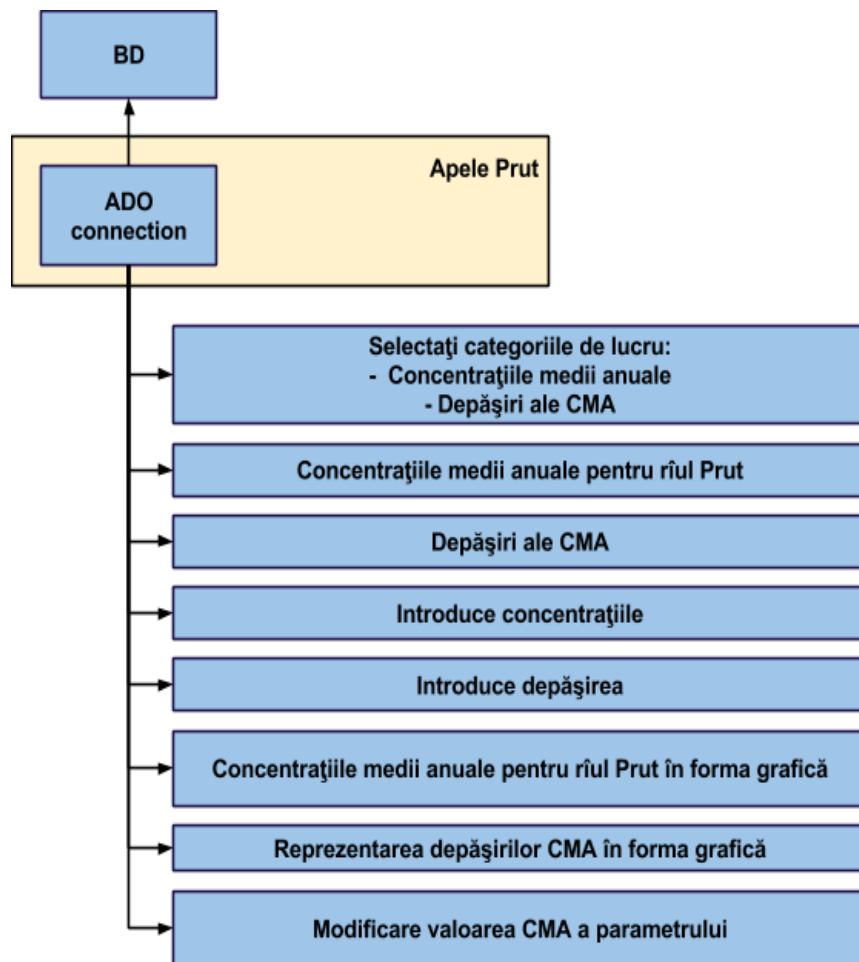 BD
Apele Prut
ADO
connection
Selectaţi categoriile de lucru:
- Concentraţiile medii anuale
- Depăşiri ale CMA
Concentraţiile medii anuale pentru rîul Prut
Depăşiri ale CMA
Introduce concentraţiile
Introduce depăşirea
Concentraţiile medii anuale pentru rîul Prut în forma grafică
Reprezentarea depăşirilor CMA în forma grafică
Modificare valoarea CMA a parametrului